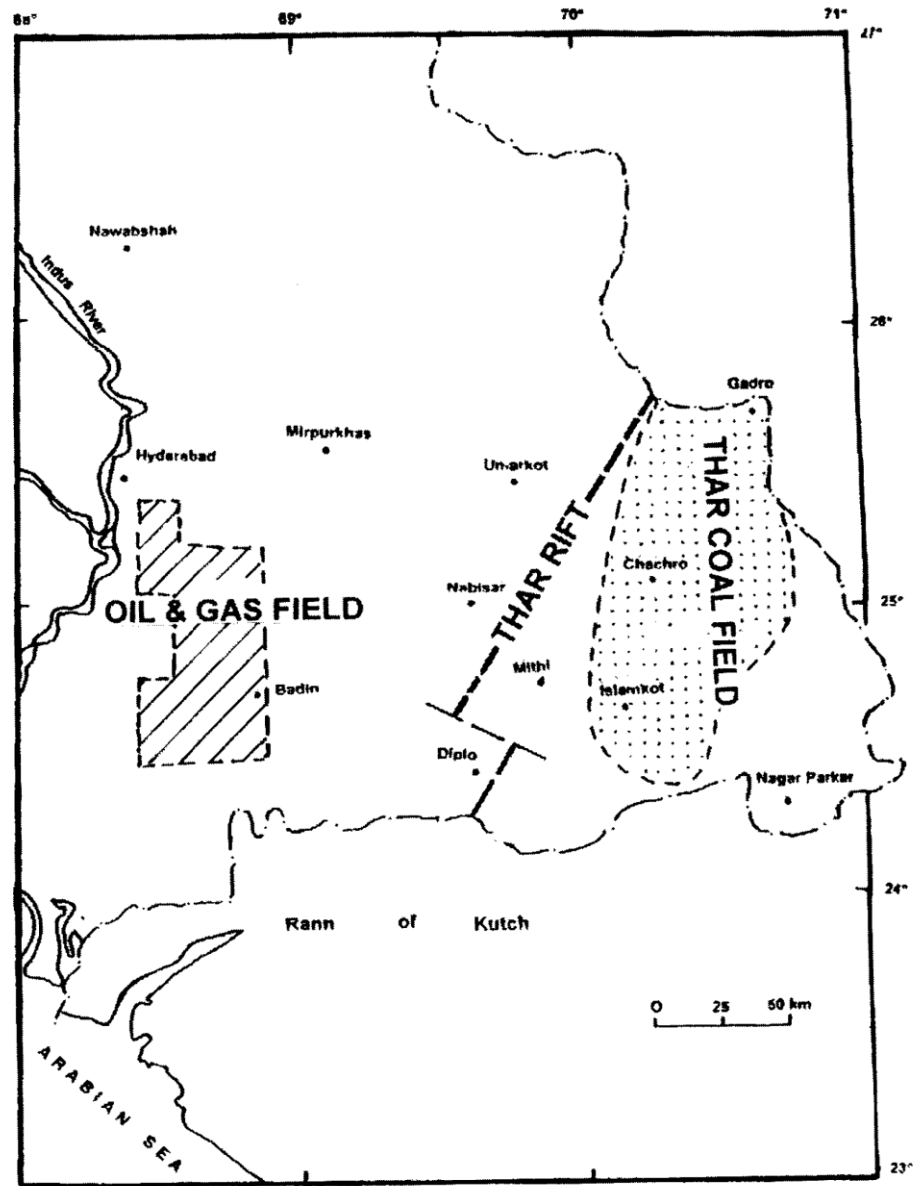 68° 69° 70° 71°
27°
Nawabshah
Indus River
26°
Gadro
Mirpurkhas
Hyderabad
Umarkot
THAR COAL FIELD
THAR RIFT
Chachro
Nabisar
25°
OIL & GAS FIELD
Mithi
Islamkot
Badin
Diplo
Nagar Parkar
24°
Rann of Kutch
0 25 50 km
ARABIAN SEA
23°